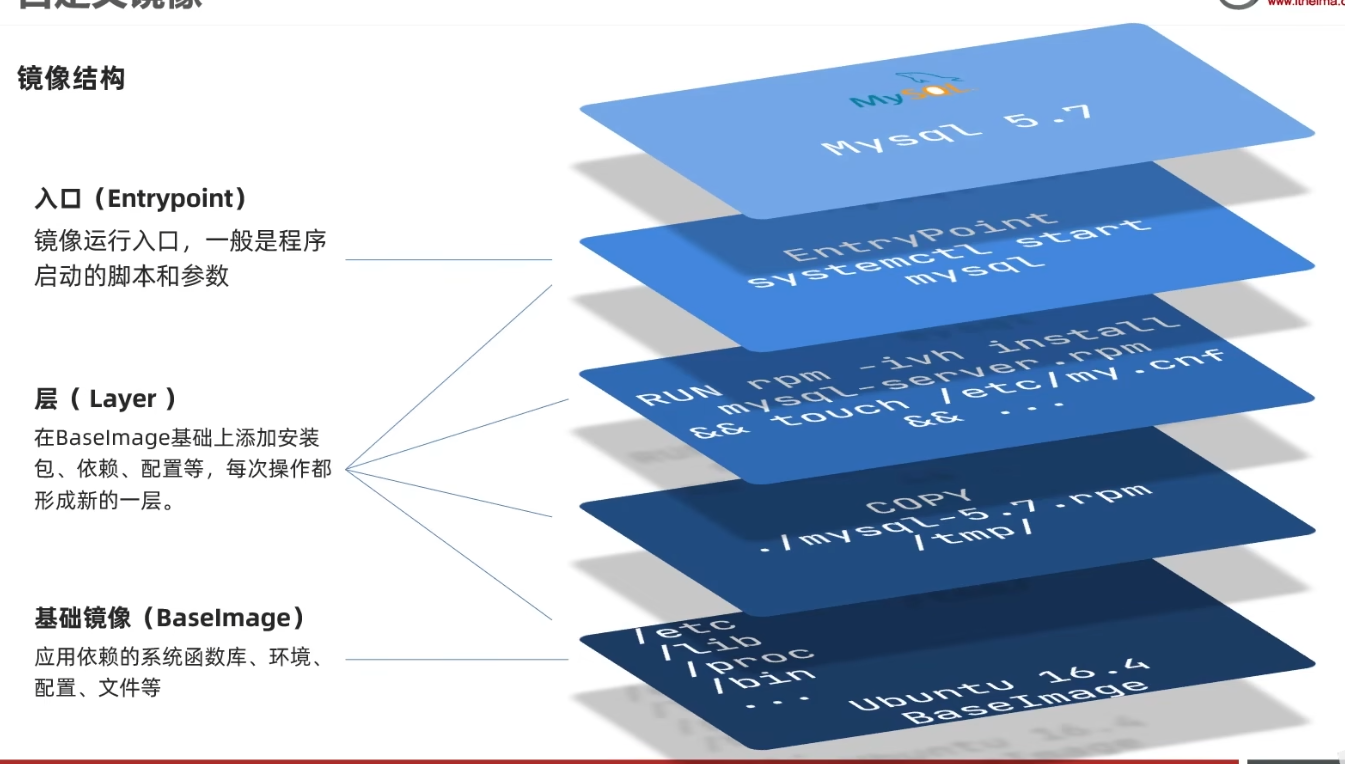 自定义镜像
镜像结构
入口（Entrypoint）
镜像运行入口，一般是程序
启动的脚本和参数
层（ Layer ）
在BaseImage基础上添加安装
包、依赖、配置等，每次操作都
形成新的一层。
基础镜像（BaseImage）
应用依赖的系统函数库、环境、
配置、文件等
MySQL
Mysql 5.7
EntryPoint
systemctl start
mysql
RUN rpm -ivh install
mysql-server.rpm
&& touch /etc/my.cnf
&& ...
COPY
./mysql-5.7.rpm
/tmp/
/etc
/lib
/proc
/bin
...
Ubuntu 16.4
BaseImage